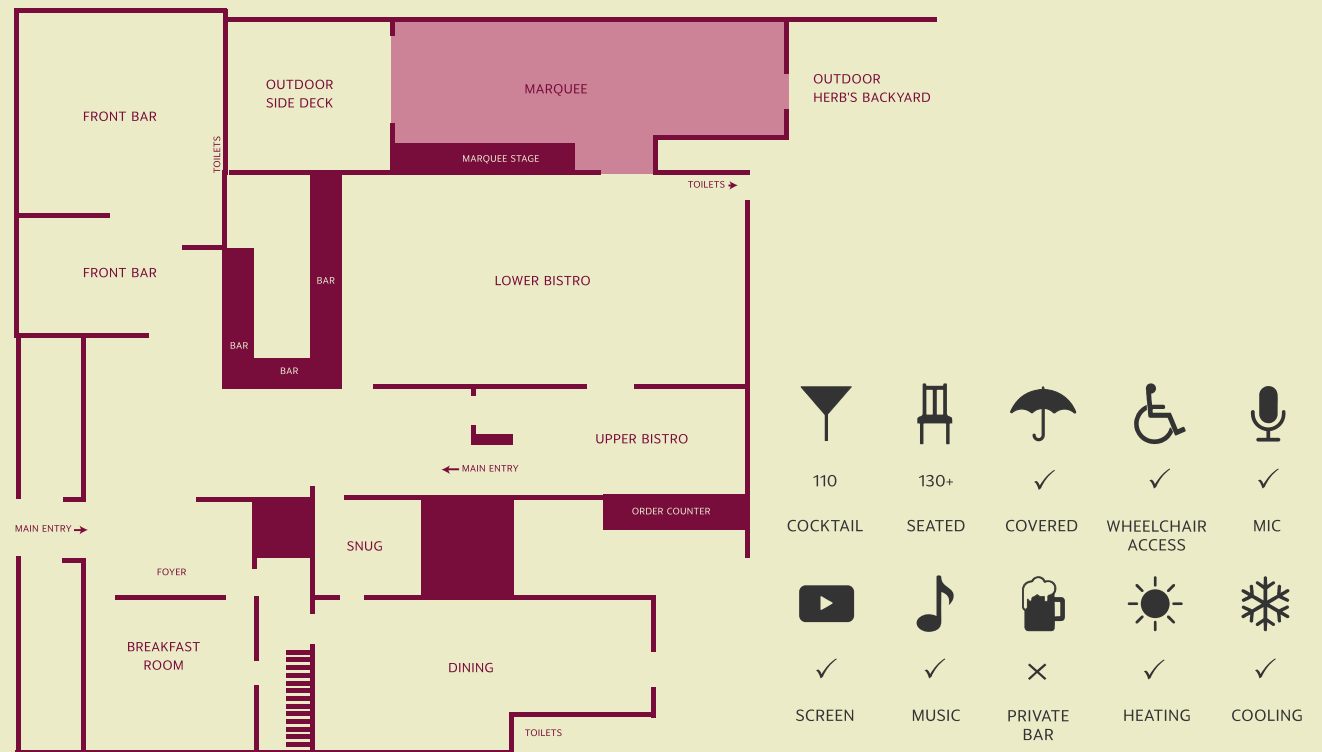 OUTDOOR
SIDE DECK
MARQUEE
OUTDOOR
HERB'S BACKYARD
FRONT BAR
TOILETS
MARQUEE STAGE
TOILETS
FRONT BAR
BAR
LOWER BISTRO
BAR
BAR
UPPER BISTRO
MAIN ENTRY
ORDER COUNTER
MAIN ENTRY
SNUG
FOYER
BREAKFAST
ROOM
DINING
TOILETS
110
130+
COCKTAIL
SEATED
COVERED
WHEELCHAIR
ACCESS
MIC
SCREEN
MUSIC
PRIVATE
BAR
HEATING
COOLING